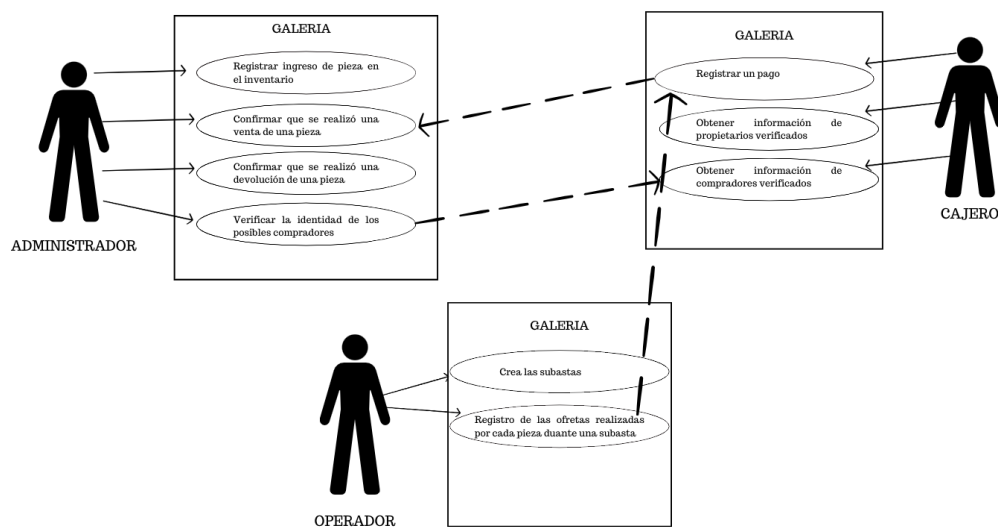 GALERIA
Registrar ingreso de pieza en
el inventario
Confirmar que se realizó una
venta de una pieza
Confirmar que se realizó una
devolución de una pieza
Verificar la identidad de los
posibles compradores
ADMINISTRADOR
GALERIA
Registrar un pago
Obtener información de
propietarios verificados
Obtener información de
compradores verificados
CAJERO
GALERIA
Crea las subastas
Registro de las ofretas realizadas
por cada pieza duante una subasta
OPERADOR